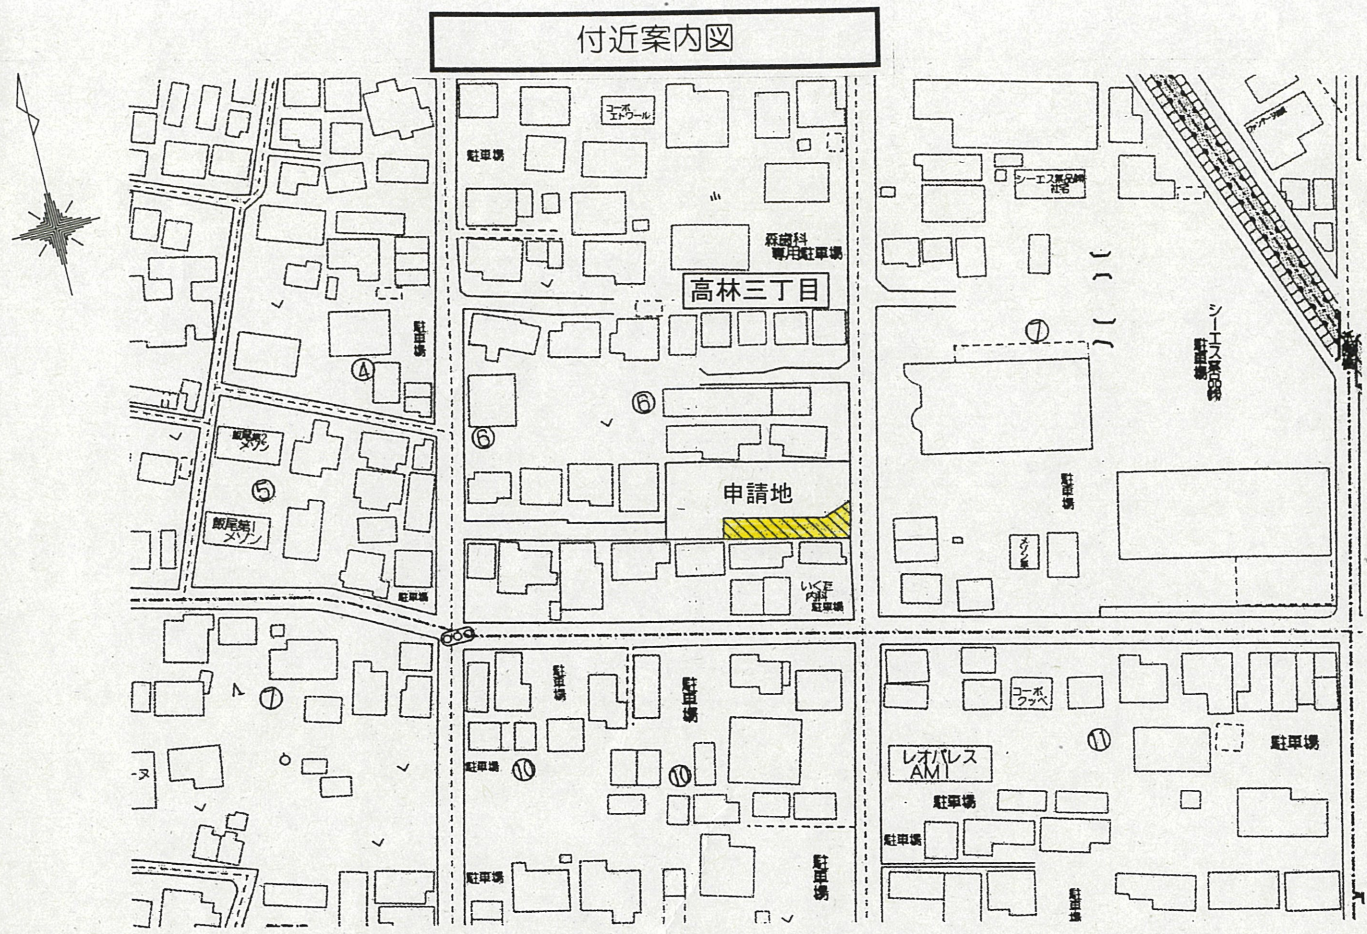 付近案内図
コーポ
エトワール
駐車場
シーエス薬品㈱
社宅
森歯科
専用駐車場
高林三丁目
駐車場
④
⑦
シーエス薬品㈱
駐車場
⑥
⑥
飯尾第2
メゾン
⑤
飯尾第1
メゾン
申請地
駐車場
いくた
内科
駐車場
駐車場
⑦
駐車場
駐車場
コーポ
クッペ
⑪
駐車場
レオパレス
AM1
駐車場
⑩
⑩
駐車場
駐車場
駐車場
駐車場
駐車場
ーヌ